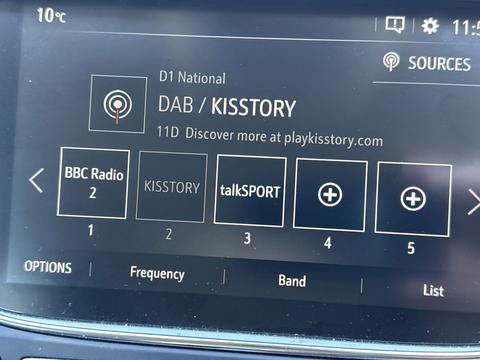 10°C
11:5
SOURCES
D1 National
DAB / KISSTORY
11D Discover more at playkisstory.com
BBC Radio
2
KISSTORY
talkSPORT
1
2
3
4
5
OPTIONS
Frequency
Band
List